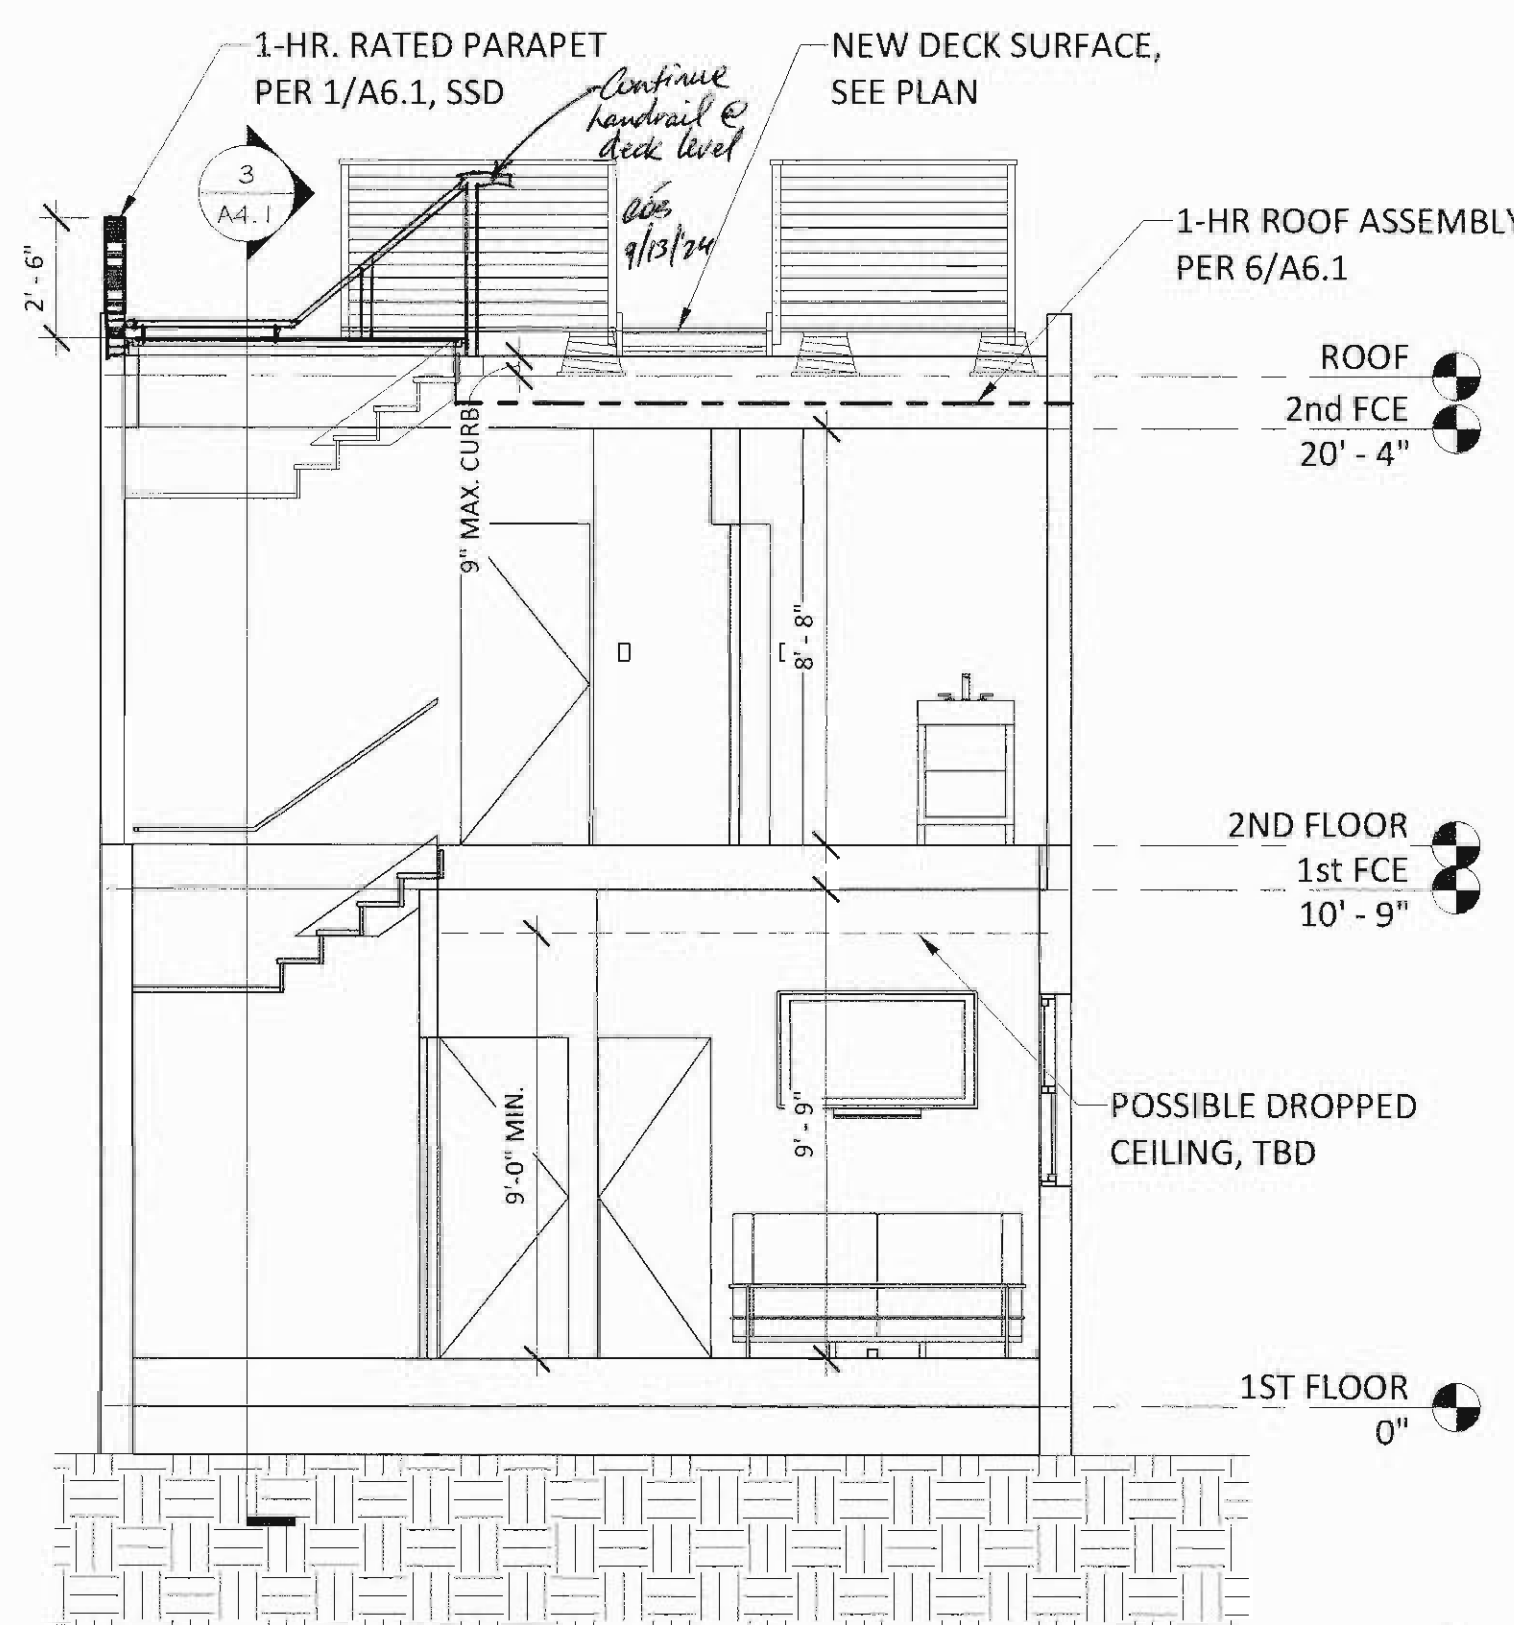 1-HR. RATED PARAPET
PER 1/A6.1, SSD
Continue
handrail @
deck level
9/13/24
NEW DECK SURFACE,
SEE PLAN
3
A4.1
2' - 6"
1-HR ROOF ASSEMBLY
PER 6/A6.1
ROOF
2nd FCE
20' - 4"
9" MAX. CURB
8' - 8"
2ND FLOOR
1st FCE
10' - 9"
9'-0" MIN.
9' - 9"
POSSIBLE DROPPED
CEILING, TBD
1ST FLOOR
0"